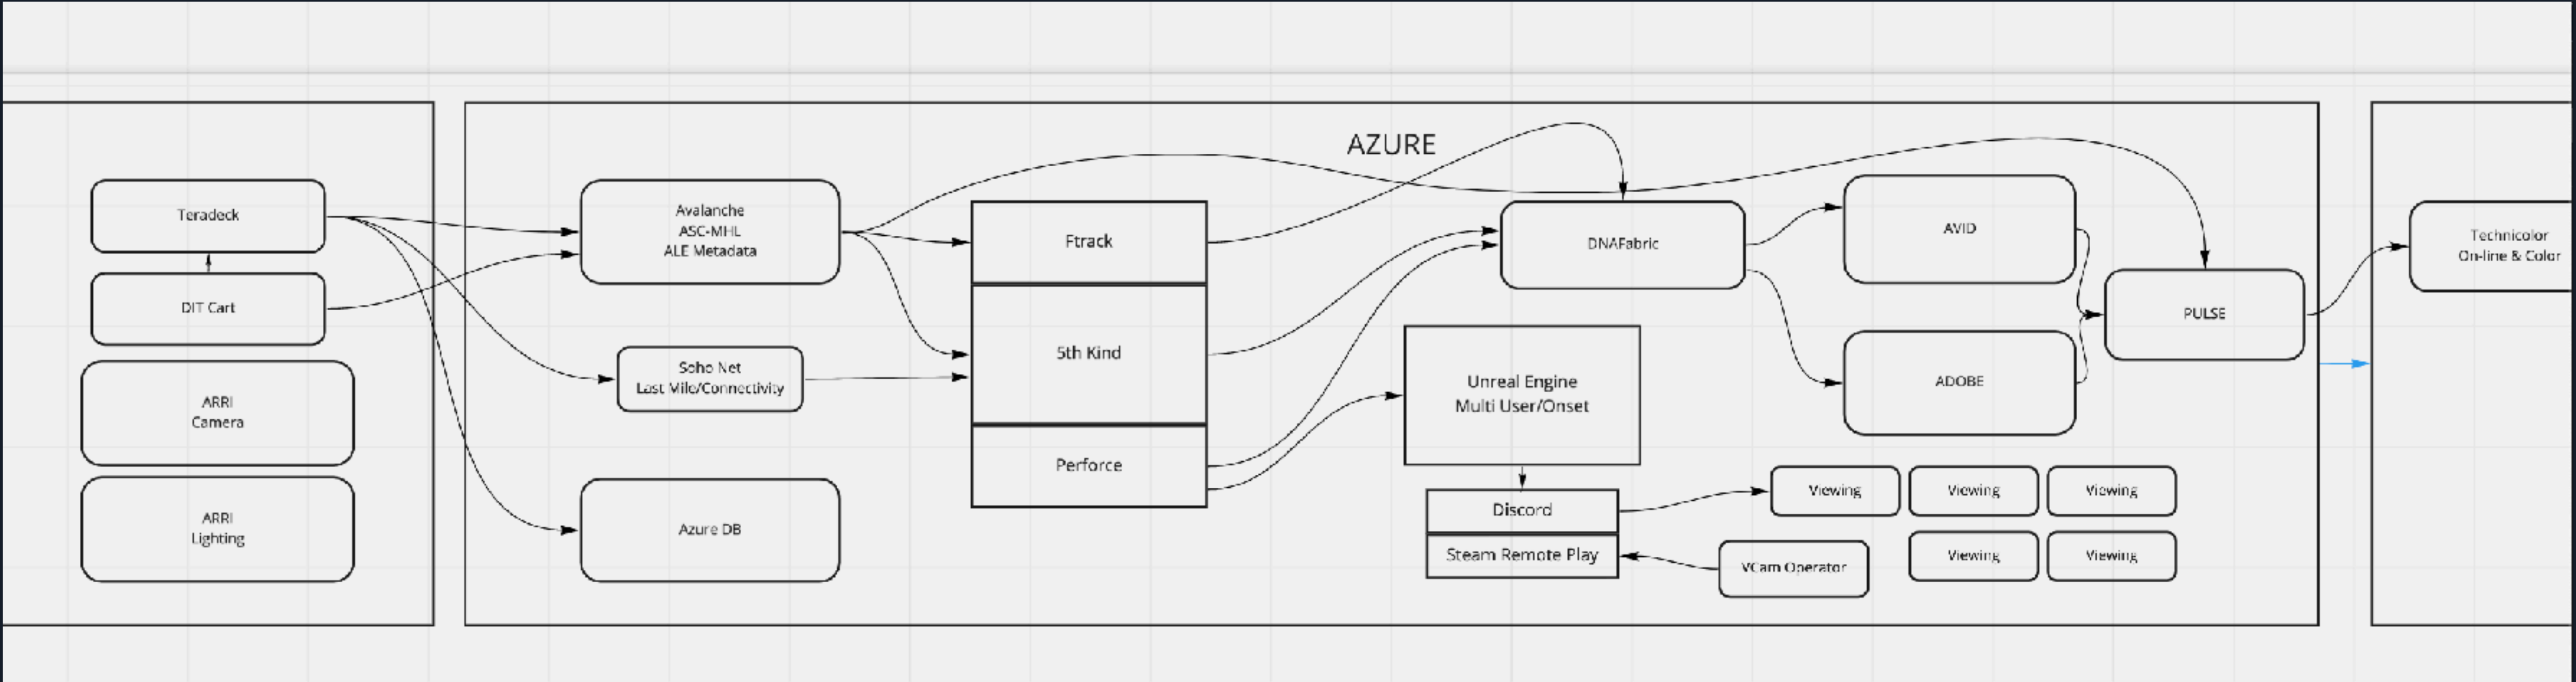 AZURE
Teradeck
DIT Cart
ARRI
Camera
ARRI
Lighting
Avalanche
ASC-MHL
ALE Metadata
Soho Net
Last Mile/Connectivity
Azure DB
Ftrack
5th Kind
Perforce
DNAFabric
Unreal Engine
Multi User/Onset
Discord
Steam Remote Play
VCam Operator
AVID
ADOBE
Viewing
Viewing
Viewing
Viewing
Viewing
PULSE
Technicolor
On-line & Color